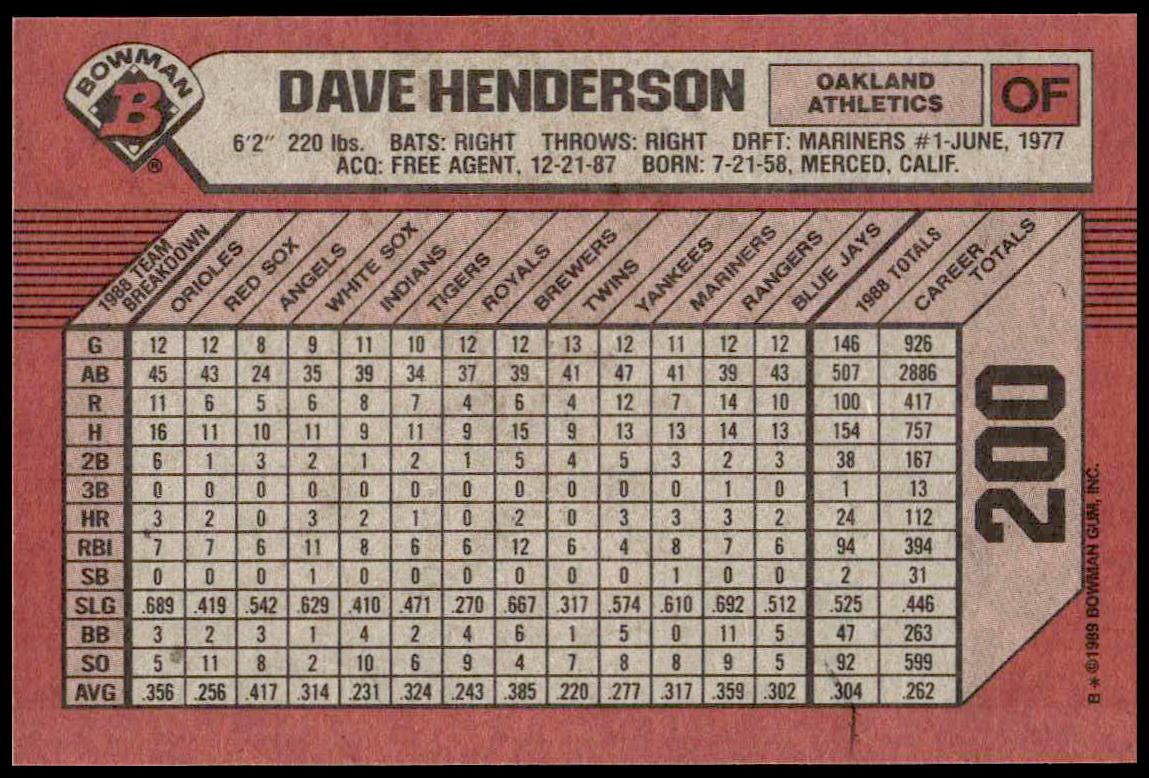 BOWMAN
B
®
DAVE HENDERSON
OAKLAND
ATHLETICS
OF
6'2" 220 lbs. BATS: RIGHT THROWS: RIGHT DRFT: MARINERS #1-JUNE, 1977
ACQ: FREE AGENT, 12-21-87 BORN: 7-21-58, MERCED, CALIF.
1988 TEAM BREAKDOWN ORIOLES RED SOX ANGELS WHITE SOX INDIANS TIGERS ROYALS BREWERS TWINS YANKEES MARINERS RANGERS BLUE JAYS 1988 TOTALS CAREER TOTALS
G 12 12 8 9 11 10 12 12 13 12 11 12 12 146 926
AB 45 43 24 35 39 34 37 39 41 47 41 39 43 507 2886
R 11 6 5 6 8 7 4 6 4 12 7 14 10 100 417
H 16 11 10 11 9 11 9 15 9 13 13 14 13 154 757
2B 6 1 3 2 1 2 1 5 4 5 3 2 3 38 167
3B 0 0 0 0 0 0 0 0 0 0 0 1 0 1 13
HR 3 2 0 3 2 1 0 2 0 3 3 3 2 24 112
RBI 7 7 6 11 8 6 6 12 6 4 8 7 6 94 394
SB 0 0 0 1 0 0 0 0 0 0 1 0 0 2 31
SLG .689 .419 .542 .629 .410 .471 .270 .667 .317 .574 .610 .692 .512 .525 .446
BB 3 2 3 1 4 2 4 6 1 5 0 11 5 47 263
SO 5 11 8 2 10 6 9 4 7 8 8 9 5 92 599
AVG .356 .256 .417 .314 .231 .324 .243 .385 .220 .277 .317 .359 .302 .304 .262
200
B*©1989 BOWMAN GUM, INC.